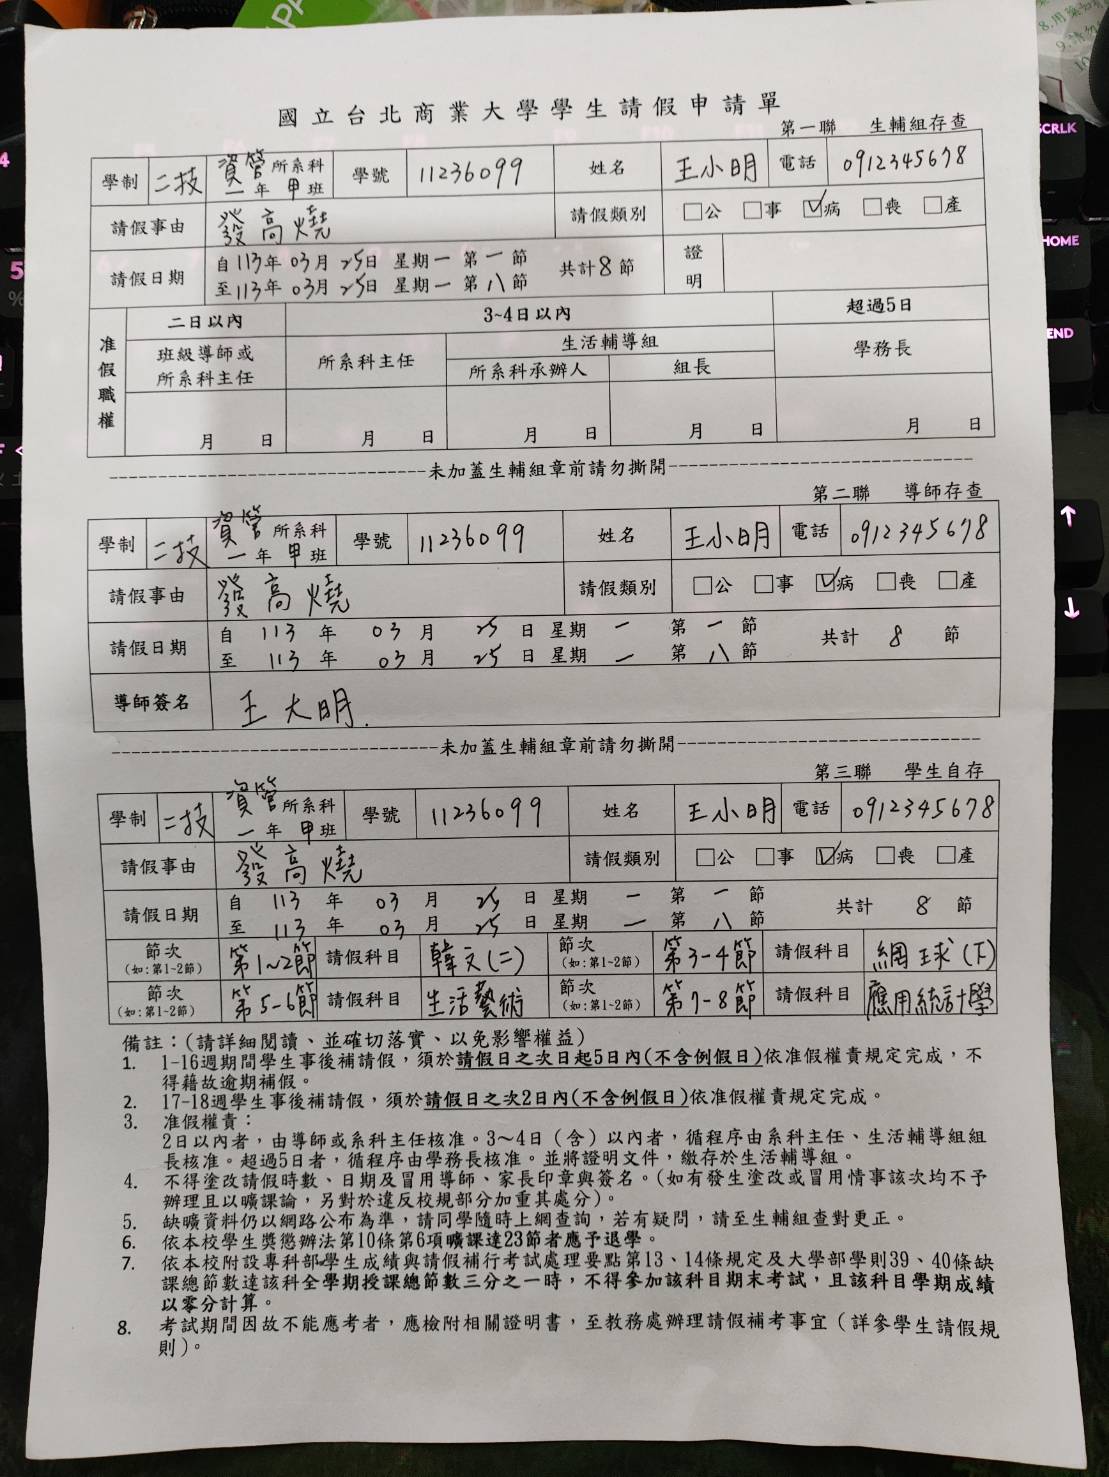 國立台北商業大學學生請假申請單
第一聯 生輔組存查
學制 二技 資管所系科 一年甲班 學號 11236099 姓名 王小明 電話 0912345678
請假事由 發高燒 請假類別 □公 □事 ☑病 □喪 □產
請假日期 自113年03月25日 星期一 第一節 共計8節 證明
至113年03月25日 星期一 第八節
准假職權 二日以內 3~4日以內 超過5日
班級導師或所系科主任 所系科主任 生活輔導組 學務長
所系科承辦人 組長
月 日 月 日 月 日 月 日 月 日
--------------------------------未加蓋生輔組章前請勿撕開--------------------------------
第二聯 導師存查
學制 二技 資管所系科 一年甲班 學號 11236099 姓名 王小明 電話 0912345678
請假事由 發高燒 請假類別 □公 □事 ☑病 □喪 □產
請假日期 自 113 年 03 月 25 日 星期 一 第 一 節 共計 8 節
至 113 年 03 月 25 日 星期 一 第 八 節
導師簽名 王大明.
--------------------------------未加蓋生輔組章前請勿撕開--------------------------------
第三聯 學生自存
學制 二技 資管所系科 一年甲班 學號 11236099 姓名 王小明 電話 0912345678
請假事由 發高燒 請假類別 □公 □事 ☑病 □喪 □產
請假日期 自 113 年 03 月 25 日 星期 一 第 一 節 共計 8 節
至 113 年 03 月 25 日 星期 一 第 八 節
節次 (如:第1~2節) 第1~2節 請假科目 韓文(二) 節次 (如:第1~2節) 第3-4節 請假科目 網球(下)
節次 (如:第1~2節) 第5-6節 請假科目 生活藝術 節次 (如:第1~2節) 第7-8節 請假科目 應用統計學
備註：(請詳細閱讀、並確切落實、以免影響權益)
1. 1-16週期間學生事後補請假，須於請假日之次日起5日內(不含例假日)依准假權責規定完成，不
得藉故逾期補假。
2. 17-18週學生事後補請假，須於請假日之次2日內(不含例假日)依准假權責規定完成。
3. 准假權責：
2日以內者，由導師或系科主任核准。3～4日（含）以內者，循程序由系科主任、生活輔導組組
長核准。超過5日者，循程序由學務長核准。並將證明文件，繳存於生活輔導組。
4. 不得塗改請假時數、日期及冒用導師、家長印章與簽名。(如有發生塗改或冒用情事該次均不予
辦理且以曠課論，另對於違反校規部分加重其處分)。
5. 缺曠資料仍以網路公布為準，請同學隨時上網查詢，若有疑問，請至生輔組查對更正。
6. 依本校學生獎懲辦法第10條第6項曠課達23節者應予退學。
7. 依本校附設專科部學生成績與請假補行考試處理要點第13、14條規定及大學部學則39、40條缺
課總節數達該科全學期授課總節數三分之一時，不得參加該科目期末考試，且該科目學期成績
以零分計算。
8. 考試期間因故不能應考者，應檢附相關證明書，至教務處辦理請假補考事宜（詳參學生請假規
則)。
SCRLK
HOME
END
4
5
%
F
8.用藥
9.請勿
10